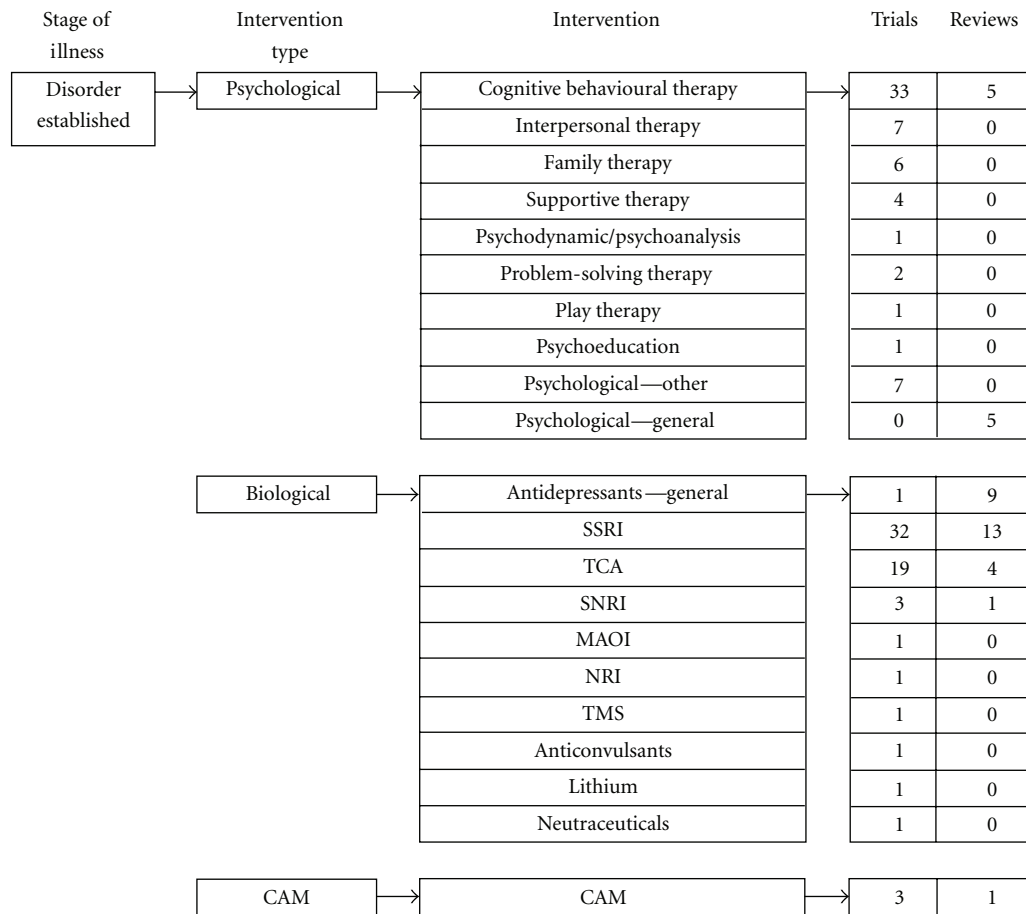 Stage of illness Intervention type Intervention Trials Reviews
Disorder established Psychological Cognitive behavioural therapy 33 5
Interpersonal therapy 7 0
Family therapy 6 0
Supportive therapy 4 0
Psychodynamic/psychoanalysis 1 0
Problem-solving therapy 2 0
Play therapy 1 0
Psychoeducation 1 0
Psychological—other 7 0
Psychological—general 0 5
Biological Antidepressants—general 1 9
SSRI 32 13
TCA 19 4
SNRI 3 1
MAOI 1 0
NRI 1 0
TMS 1 0
Anticonvulsants 1 0
Lithium 1 0
Neutraceuticals 1 0
CAM CAM 3 1